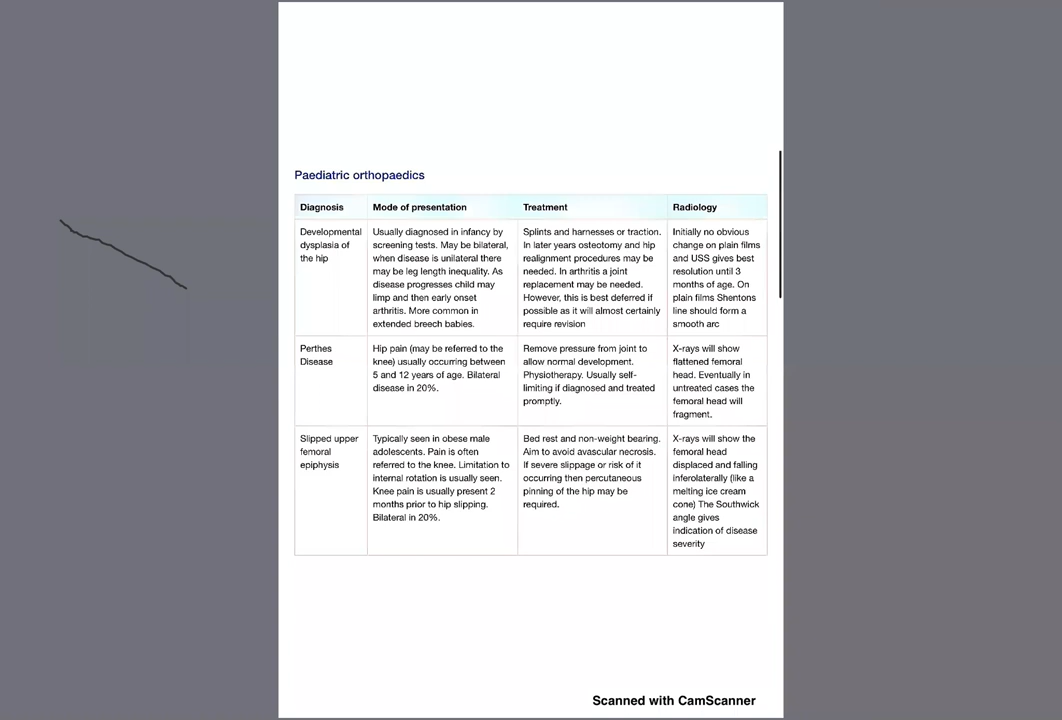 Paediatric orthopaedics
Diagnosis
Mode of presentation
Treatment
Radiology
Developmental
dysplasia of
the hip
Usually diagnosed in infancy by
screening tests. May be bilateral,
when disease is unilateral there
may be leg length inequality. As
disease progresses child may
limp and then early onset
arthritis. More common in
extended breech babies.
Splints and harnesses or traction.
In later years osteotomy and hip
realignment procedures may be
needed. In arthritis a joint
replacement may be needed.
However, this is best deferred if
possible as it will almost certainly
require revision
Initially no obvious
change on plain films
and USS gives best
resolution until 3
months of age. On
plain films Shentons
line should form a
smooth arc
Perthes
Disease
Hip pain (may be referred to the
knee) usually occurring between
5 and 12 years of age. Bilateral
disease in 20%.
Remove pressure from joint to
allow normal development.
Physiotherapy. Usually self-
limiting if diagnosed and treated
promptly.
X-rays will show
flattened femoral
head. Eventually in
untreated cases the
femoral head will
fragment.
Slipped upper
femoral
epiphysis
Typically seen in obese male
adolescents. Pain is often
referred to the knee. Limitation to
internal rotation is usually seen.
Knee pain is usually present 2
months prior to hip slipping.
Bilateral in 20%.
Bed rest and non-weight bearing.
Aim to avoid avascular necrosis.
If severe slippage or risk of it
occurring then percutaneous
pinning of the hip may be
required.
X-rays will show the
femoral head
displaced and falling
inferolaterally (like a
melting ice cream
cone) The Southwick
angle gives
indication of disease
severity
Scanned with CamScanner